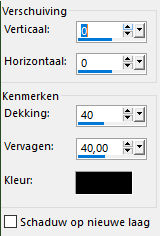 Verschuiving
Verticaal: 0
Horizontaal: 0
Kenmerken
Dekking: 40
Vervagen: 40,00
Kleur:
Schaduw op nieuwe laag